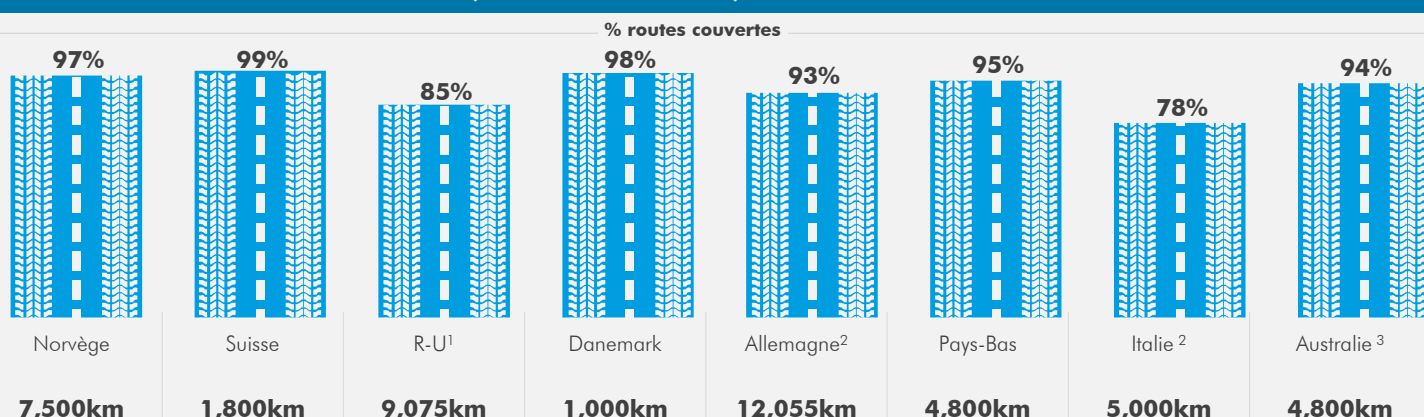 % routes couvertes
97% 99% 85% 98% 93% 95% 78% 94%
Norvège Suisse R-U¹ Danemark Allemagne² Pays-Bas Italie ² Australie ³
7,500km 1,800km 9,075km 1,000km 12,055km 4,800km 5,000km 4,800km